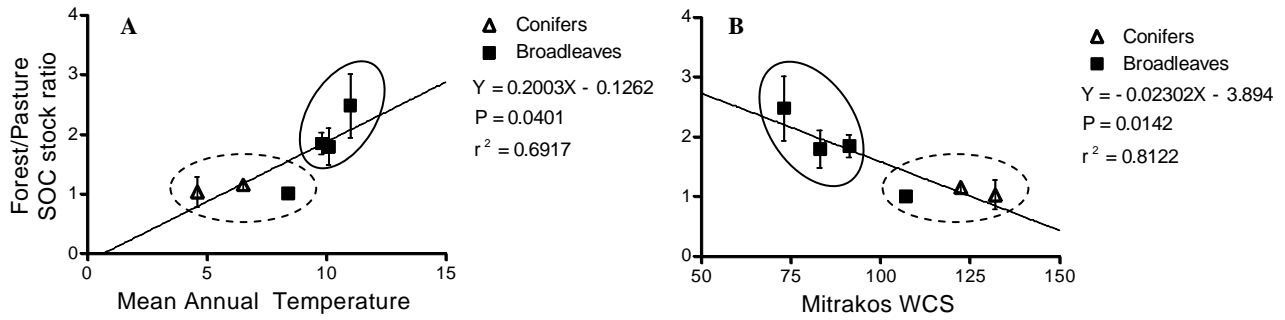 A
Forest/Pasture
SOC stock ratio
4
3
2
1
0
0
5
10
15
Mean Annual Temperature
Conifers
Broadleaves
Y = 0.2003X - 0.1262
P = 0.0401
r² = 0.6917
B
4
3
2
1
0
50
75
100
125
150
Mitrakos WCS
Conifers
Broadleaves
Y = - 0.02302X - 3.894
P = 0.0142
r² = 0.8122